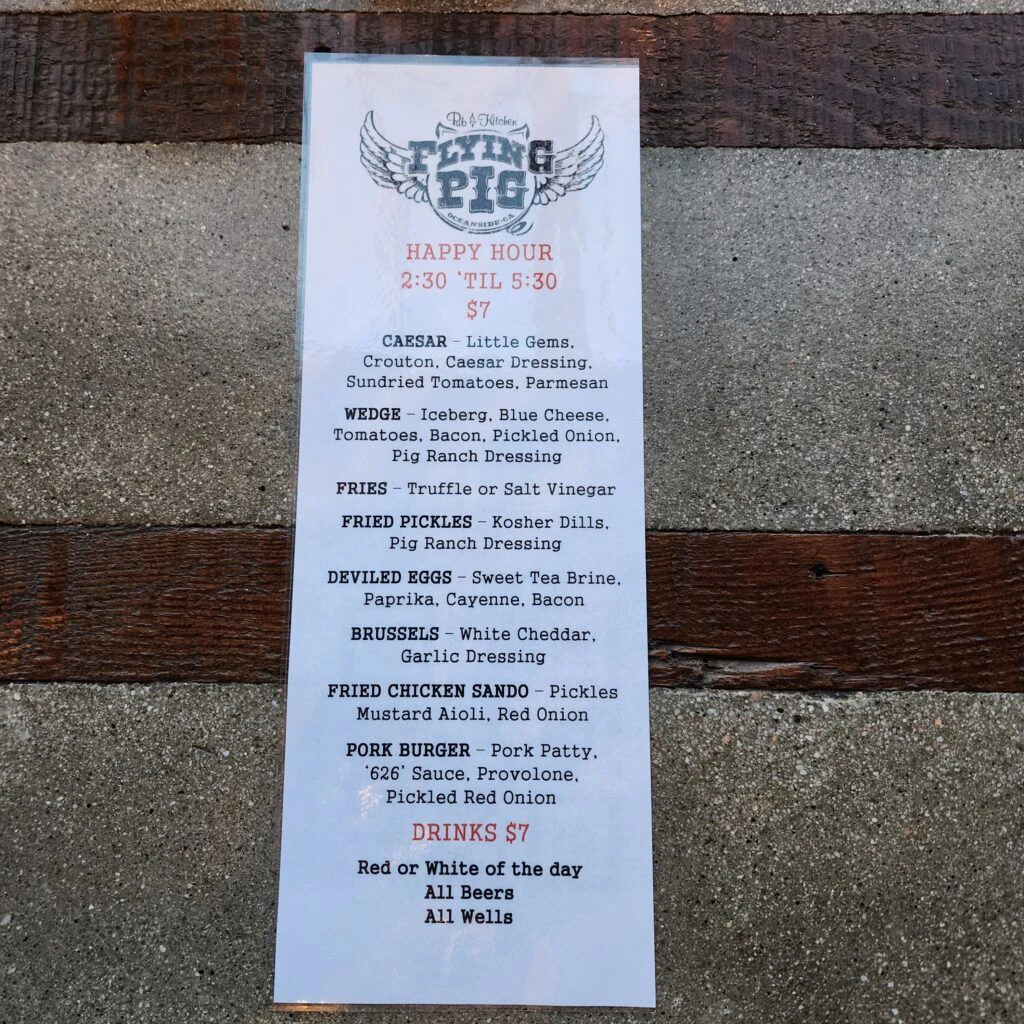 Pub & Kitchen
FLYING
PIG
OCEANSIDE-CA
HAPPY HOUR
2:30 ‘TIL 5:30
$7
CAESAR – Little Gems,
Crouton, Caesar Dressing,
Sundried Tomatoes, Parmesan
WEDGE – Iceberg, Blue Cheese,
Tomatoes, Bacon, Pickled Onion,
Pig Ranch Dressing
FRIES – Truffle or Salt Vinegar
FRIED PICKLES – Kosher Dills,
Pig Ranch Dressing
DEVILED EGGS – Sweet Tea Brine,
Paprika, Cayenne, Bacon
BRUSSELS – White Cheddar,
Garlic Dressing
FRIED CHICKEN SANDO – Pickles
Mustard Aioli, Red Onion
PORK BURGER – Pork Patty,
‘626’ Sauce, Provolone,
Pickled Red Onion
DRINKS $7
Red or White of the day
All Beers
All Wells